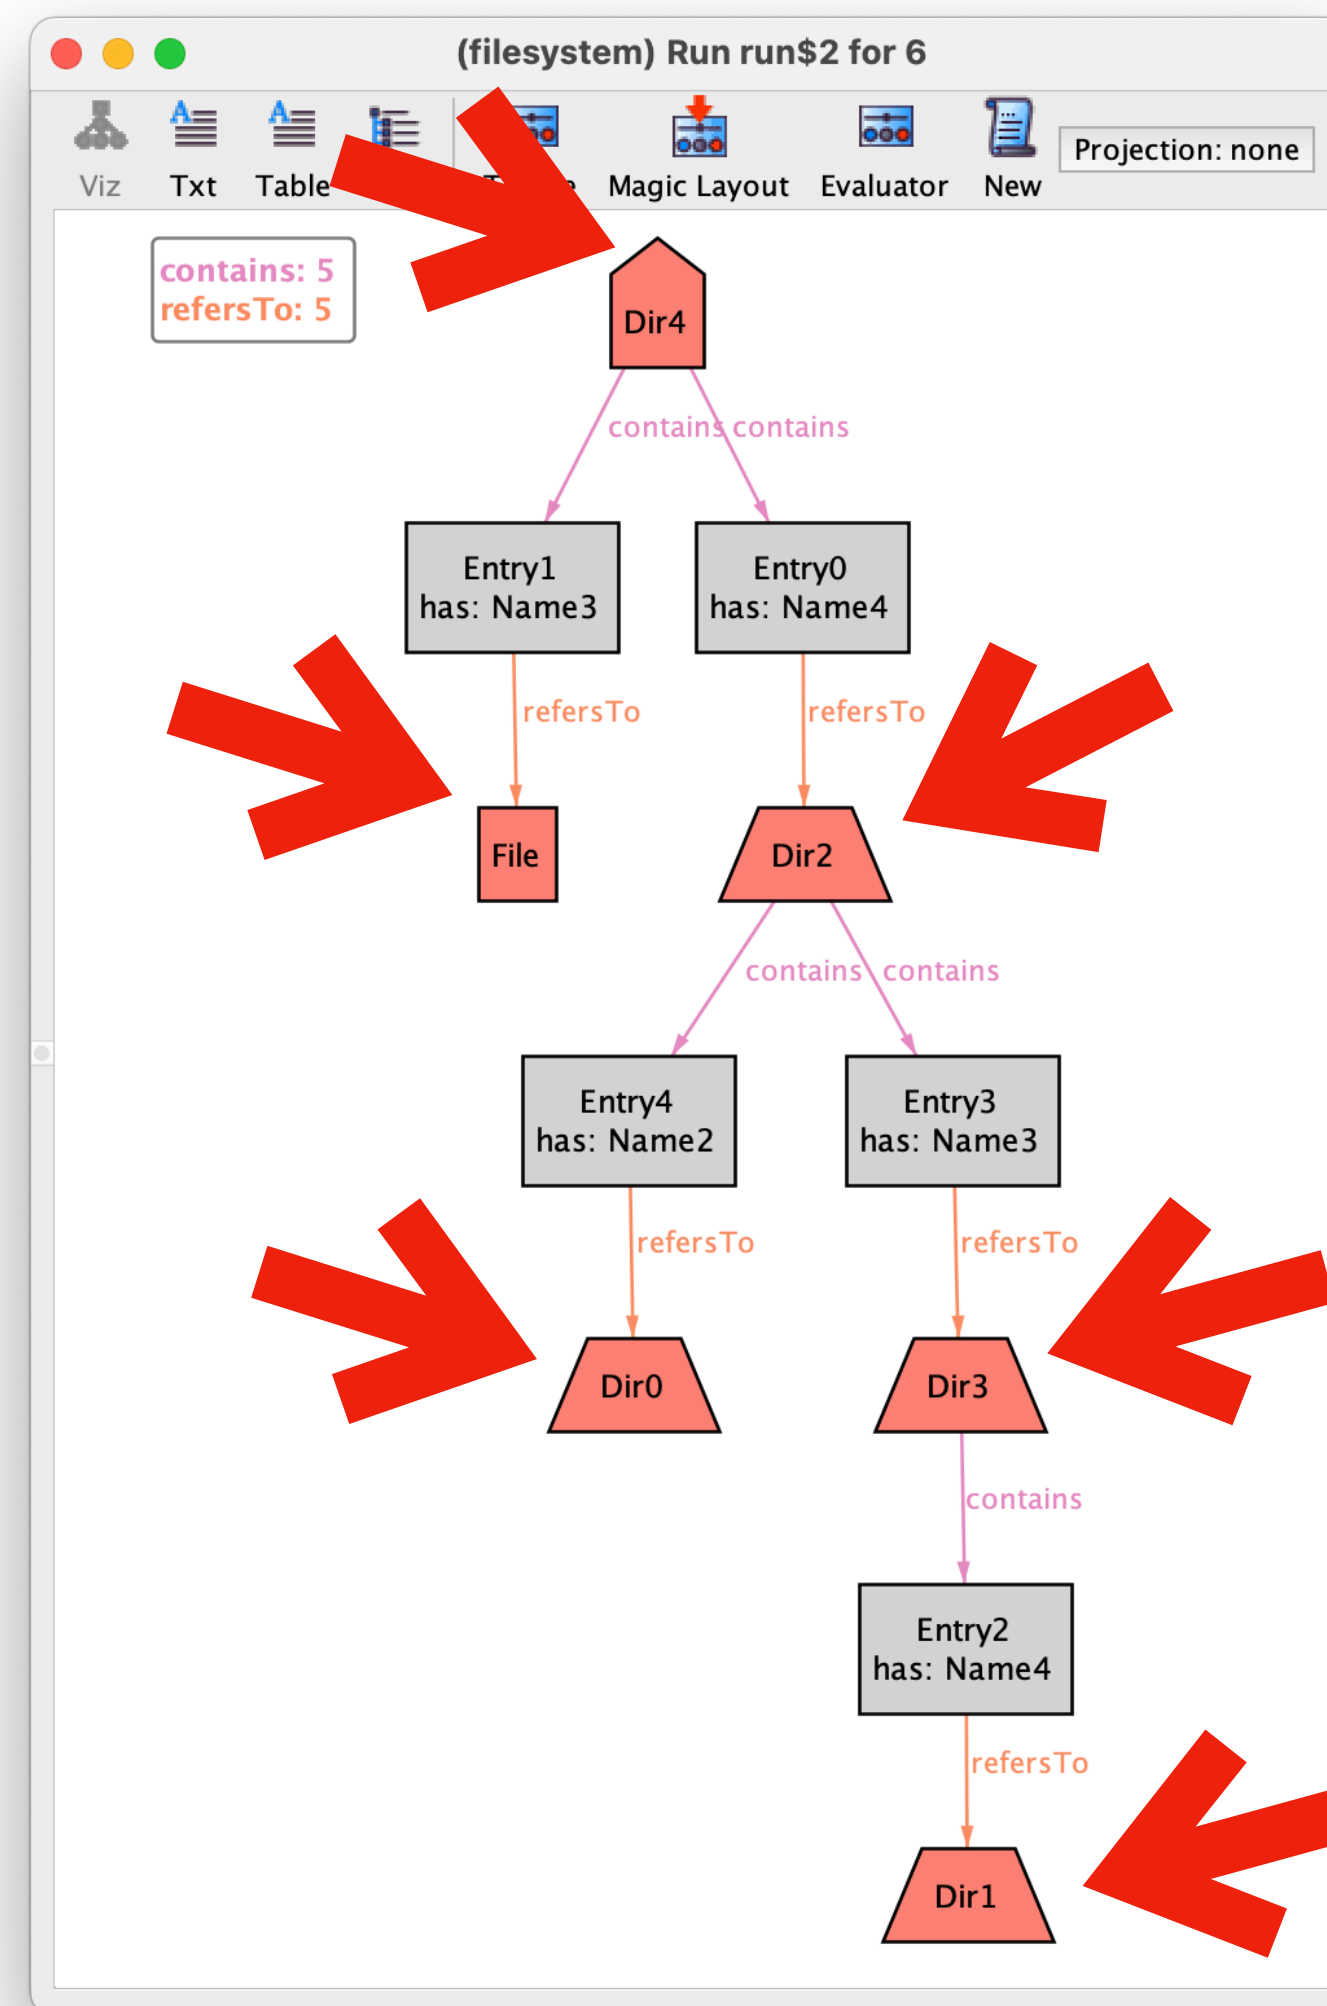 (filesystem) Run run$2 for 6
Viz Txt Table Magic Layout Evaluator New Projection: none
contains: 5
refersTo: 5
Dir4
contains contains
Entry1
has: Name3
Entry0
has: Name4
refersTo refersTo
File Dir2
contains contains
Entry4
has: Name2
Entry3
has: Name3
refersTo refersTo
Dir0 Dir3
contains
Entry2
has: Name4
refersTo
Dir1